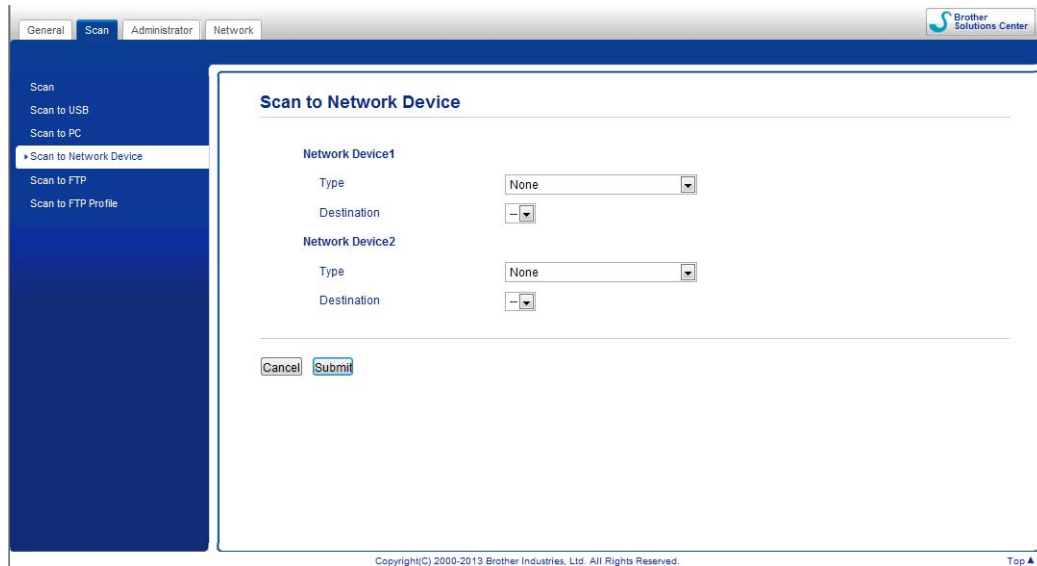 General Scan Administrator Network
Brother
Solutions Center
Scan
Scan to USB
Scan to PC
Scan to Network Device
Scan to FTP
Scan to FTP Profile
Scan to Network Device
Network Device1
Type None
Destination --
Network Device2
Type None
Destination --
Cancel Submit
Copyright(C) 2000-2013 Brother Industries, Ltd. All Rights Reserved. Top▲